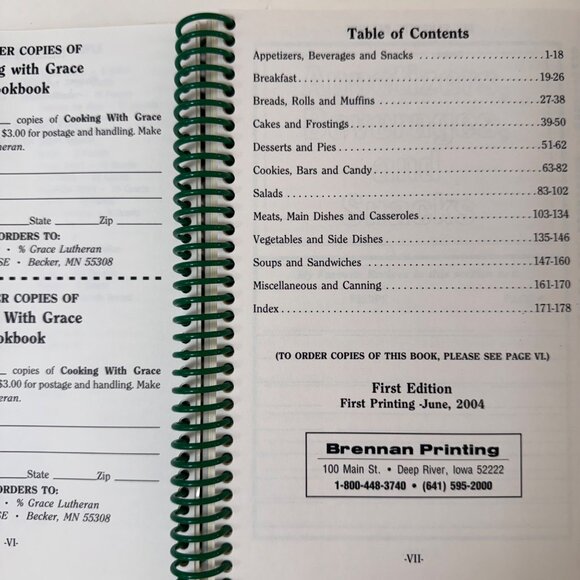 ER COPIES OF
ng with Grace
okbook
copies of Cooking With Grace
$3.00 for postage and handling. Make
heran.
State Zip
ORDERS TO:
• % Grace Lutheran
SE • Becker, MN 55308
ER COPIES OF
With Grace
okbook
copies of Cooking With Grace
$3.00 for postage and handling. Make
eran.
State Zip
ORDERS TO:
• % Grace Lutheran
SE • Becker, MN 55308
-VI-
Table of Contents
Appetizers, Beverages and Snacks 1-18
Breakfast 19-26
Breads, Rolls and Muffins 27-38
Cakes and Frostings 39-50
Desserts and Pies 51-62
Cookies, Bars and Candy 63-82
Salads 83-102
Meats, Main Dishes and Casseroles 103-134
Vegetables and Side Dishes 135-146
Soups and Sandwiches 147-160
Miscellaneous and Canning 161-170
Index 171-178
(TO ORDER COPIES OF THIS BOOK, PLEASE SEE PAGE VI.)
First Edition
First Printing -June, 2004
Brennan Printing
100 Main St. • Deep River, Iowa 52222
1-800-448-3740 • (641) 595-2000
-VII-